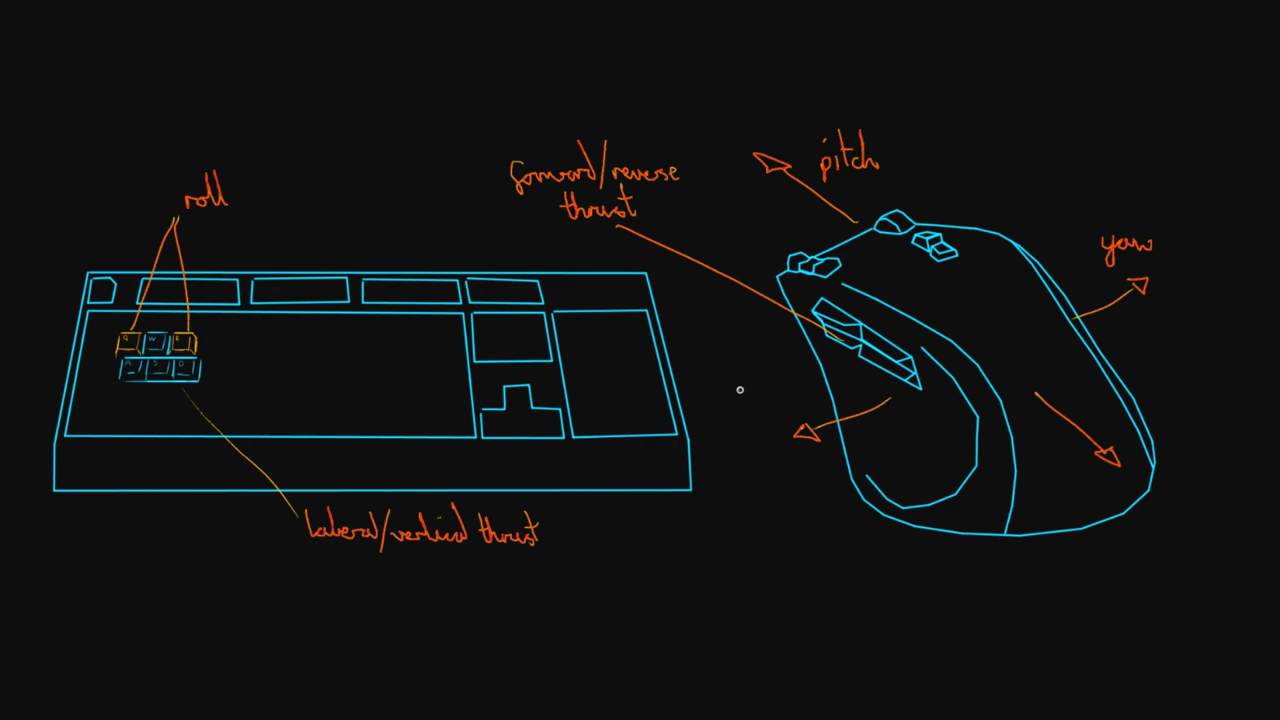 roll
forward/reverse
thrust
pitch
yaw
Q W E
A S D
lateral/vertical thrust